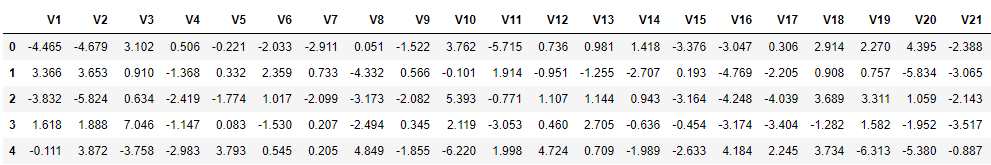 V1 V2 V3 V4 V5 V6 V7 V8 V9 V10 V11 V12 V13 V14 V15 V16 V17 V18 V19 V20 V21
0 -4.465 -4.679 3.102 0.506 -0.221 -2.033 -2.911 0.051 -1.522 3.762 -5.715 0.736 0.981 1.418 -3.376 -3.047 0.306 2.914 2.270 4.395 -2.388
1 3.366 3.653 0.910 -1.368 0.332 2.359 0.733 -4.332 0.566 -0.101 1.914 -0.951 -1.255 -2.707 0.193 -4.769 -2.205 0.908 0.757 -5.834 -3.065
2 -3.832 -5.824 0.634 -2.419 -1.774 1.017 -2.099 -3.173 -2.082 5.393 -0.771 1.107 1.144 0.943 -3.164 -4.248 -4.039 3.689 3.311 1.059 -2.143
3 1.618 1.888 7.046 -1.147 0.083 -1.530 0.207 -2.494 0.345 2.119 -3.053 0.460 2.705 -0.636 -0.454 -3.174 -3.404 -1.282 1.582 -1.952 -3.517
4 -0.111 3.872 -3.758 -2.983 3.793 0.545 0.205 4.849 -1.855 -6.220 1.998 4.724 0.709 -1.989 -2.633 4.184 2.245 3.734 -6.313 -5.380 -0.887